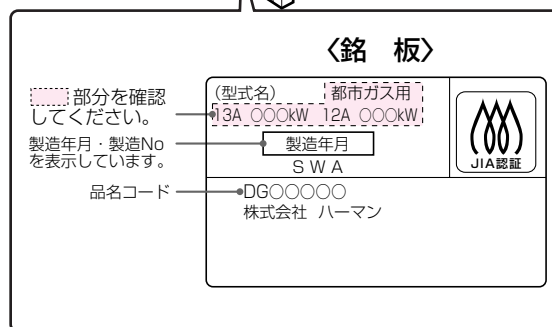 〈銘　板〉
部分を確認
してください。
製造年月・製造No
を表示しています。
品名コード
(型式名)　都市ガス用
13A ○○○kW　12A ○○○kW
製造年月
S W A
DG○○○○○
株式会社 ハーマン
JIA認証